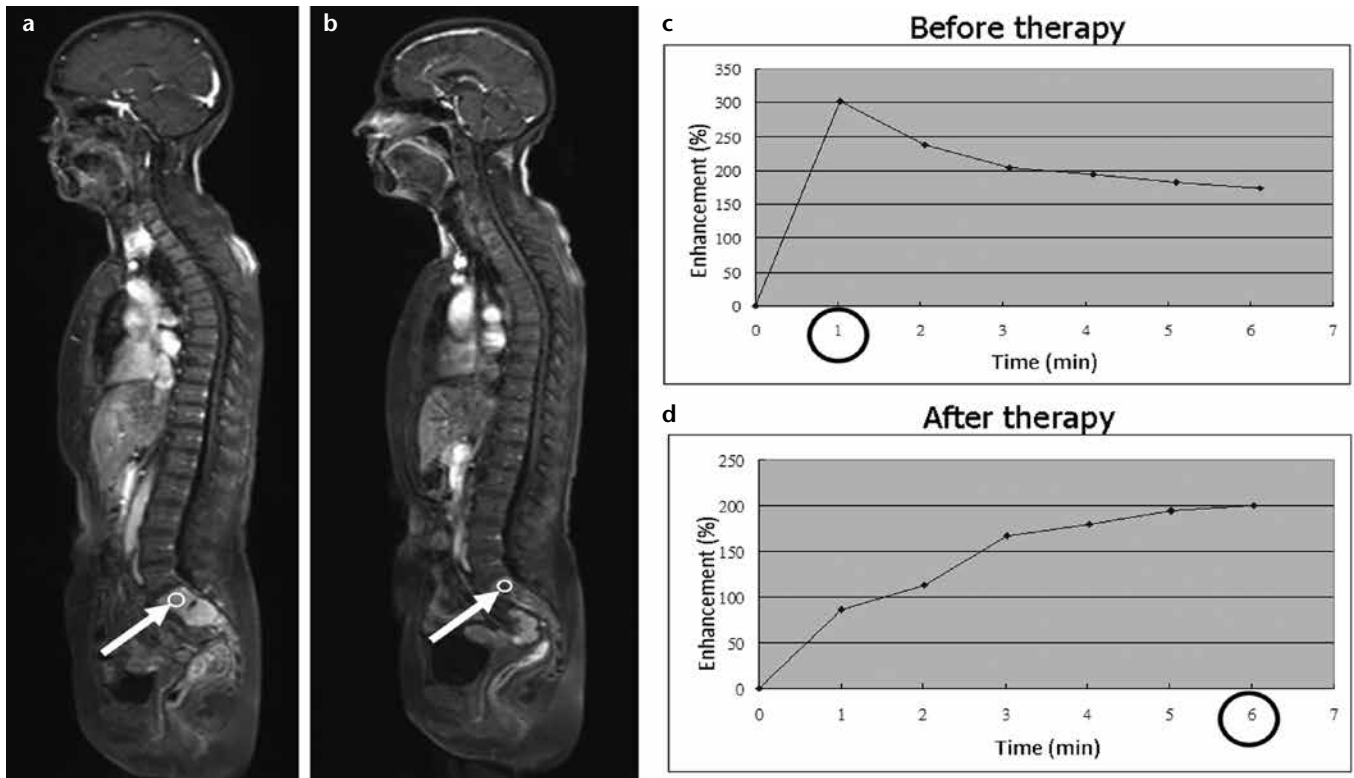 a
b
c
Before therapy
Enhancement (%)
350
300
250
200
150
100
50
0
0 1 2 3 4 5 6 7
Time (min)
d
After therapy
Enhancement (%)
250
200
150
100
50
0
0 1 2 3 4 5 6 7
Time (min)